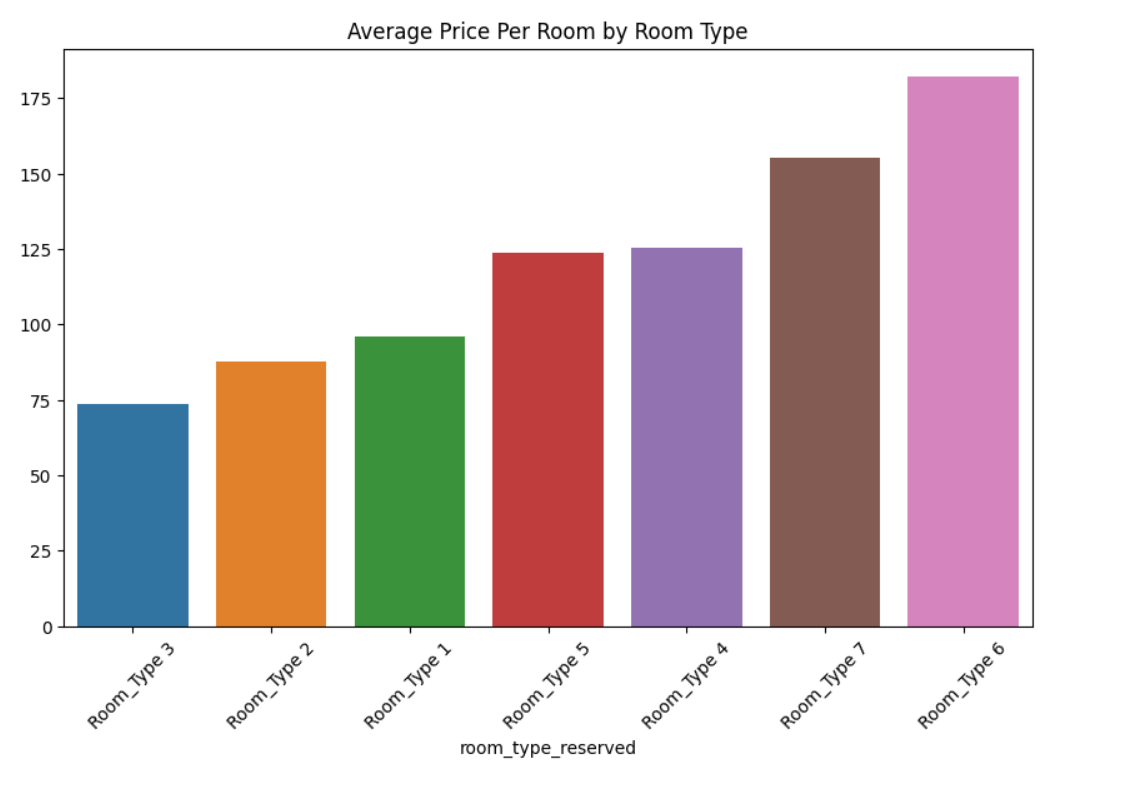 Average Price Per Room by Room Type
175
150
125
100
75
50
25
0
Room_Type 3
Room_Type 2
Room_Type 1
Room_Type 5
Room_Type 4
Room_Type 7
Room_Type 6
room_type_reserved